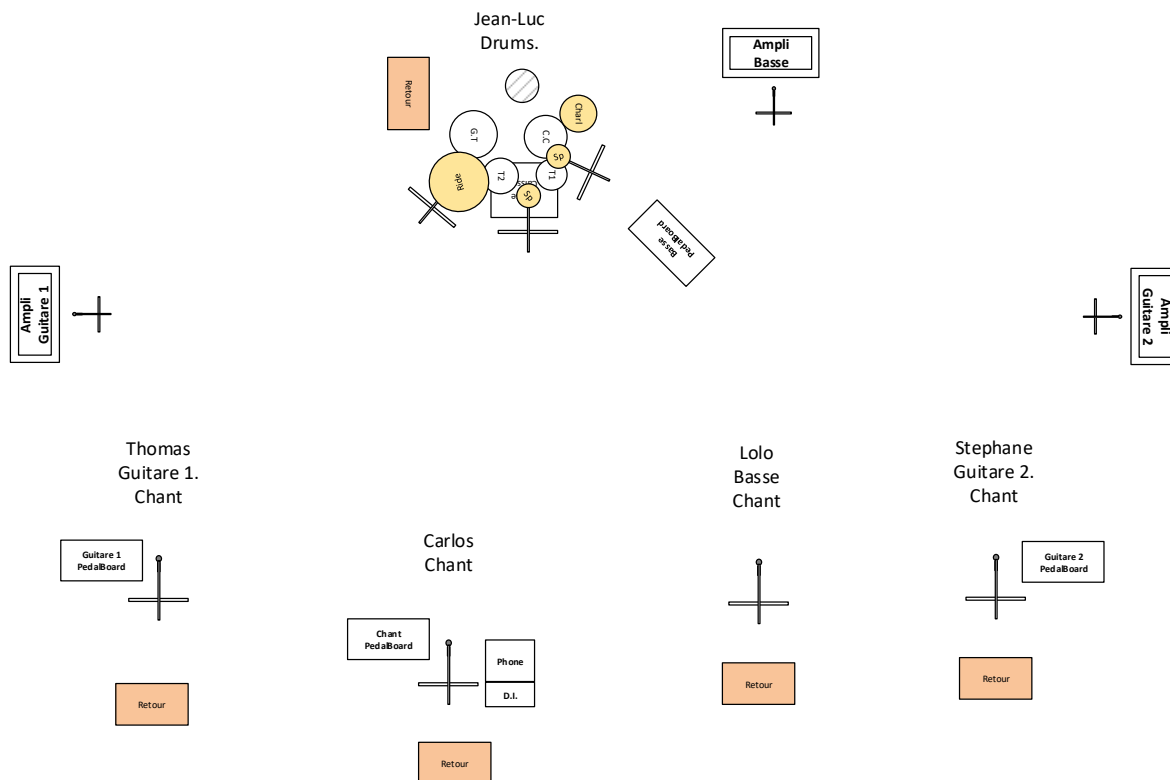 Jean-Luc
Drums.
Ampli
Basse
Retour
Charl
G.T
C.C
SP
T1
T2
Ride
SP
Basse
PedalBoard
Ampli
Guitare 1
Ampli
Guitare 2
Thomas
Guitare 1.
Chant
Lolo
Basse
Chant
Stephane
Guitare 2.
Chant
Carlos
Chant
Guitare 1
PedalBoard
Guitare 2
PedalBoard
Chant
PedalBoard
Phone
D.I.
Retour
Retour
Retour
Retour